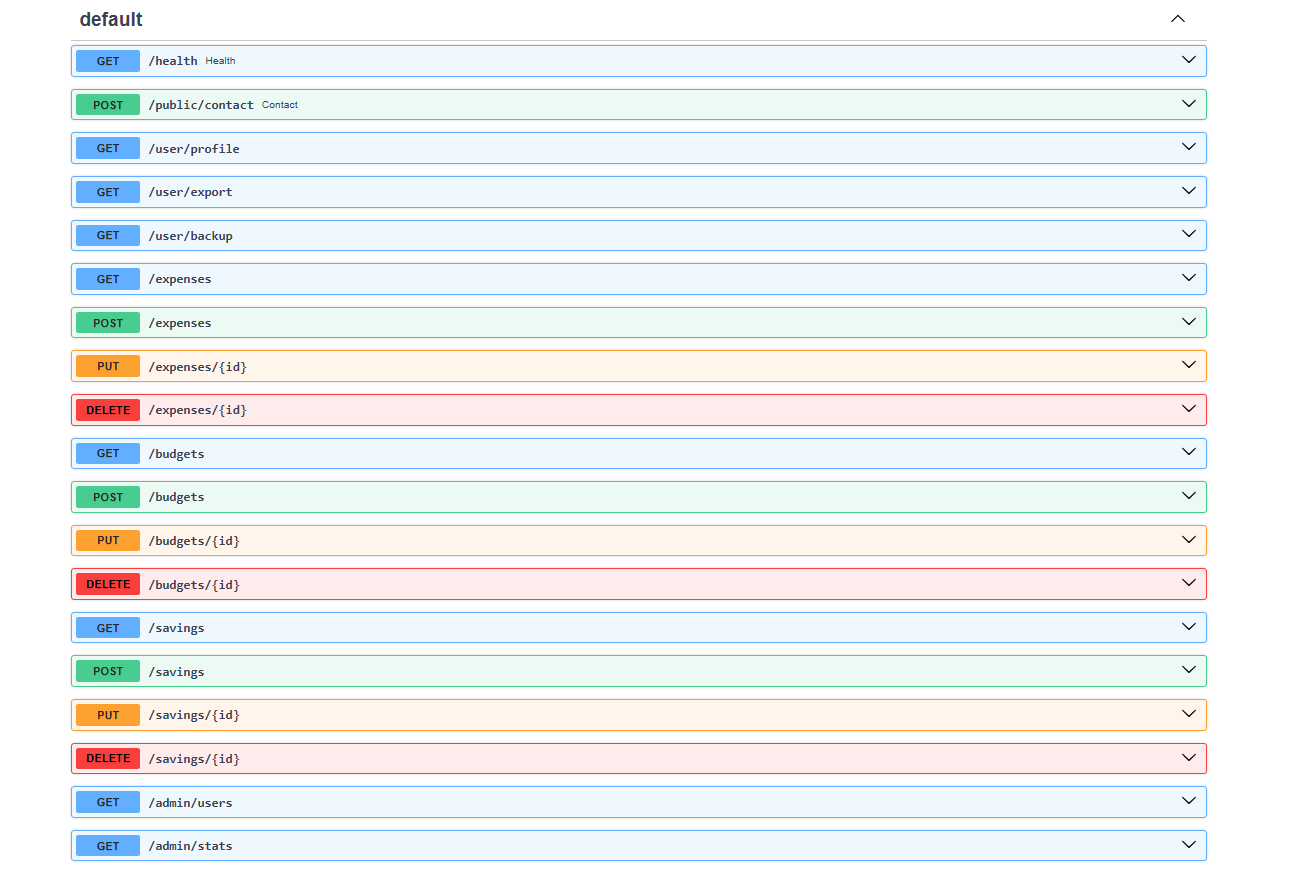 default
GET /health Health
POST /public/contact Contact
GET /user/profile
GET /user/export
GET /user/backup
GET /expenses
POST /expenses
PUT /expenses/{id}
DELETE /expenses/{id}
GET /budgets
POST /budgets
PUT /budgets/{id}
DELETE /budgets/{id}
GET /savings
POST /savings
PUT /savings/{id}
DELETE /savings/{id}
GET /admin/users
GET /admin/stats